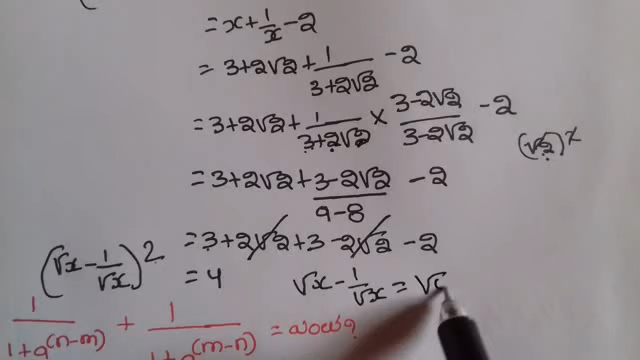 = x + 1/x − 2
= 3+2√2 + 1/(3+2√2) − 2
= 3+2√2 + 1/(3+2√2) × (3−2√2)/(3−2√2) − 2
(√2)²
= 3+2√2 + (3−2√2)/(9−8) − 2
= 3+2√2+3−2√2 −2
(√x − 1/√x)² = 4
√x − 1/√x = √
1/(1+a^(n−m)) + 1/(1+a^(m−n)) =